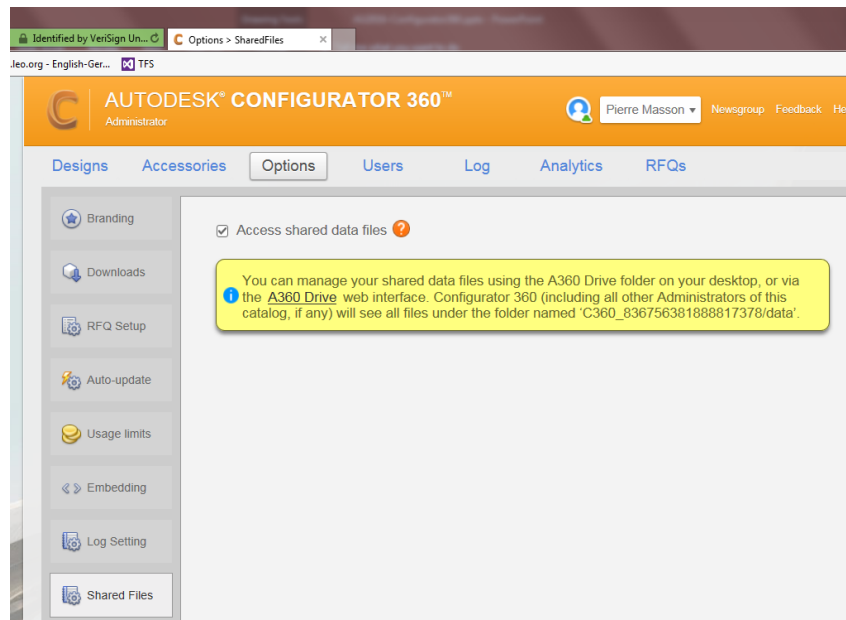 Identified by VeriSign Un...
Options > SharedFiles
.leo.org - English-Ger... TFS
AUTODESK® CONFIGURATOR 360™
Administrator
Pierre Masson
Newsgroup Feedback He
Designs Accessories Options Users Log Analytics RFQs
Branding
Downloads
RFQ Setup
Auto-update
Usage limits
Embedding
Log Setting
Shared Files
Access shared data files
You can manage your shared data files using the A360 Drive folder on your desktop, or via
the A360 Drive web interface. Configurator 360 (including all other Administrators of this
catalog, if any) will see all files under the folder named 'C360_836756381888817378/data'.